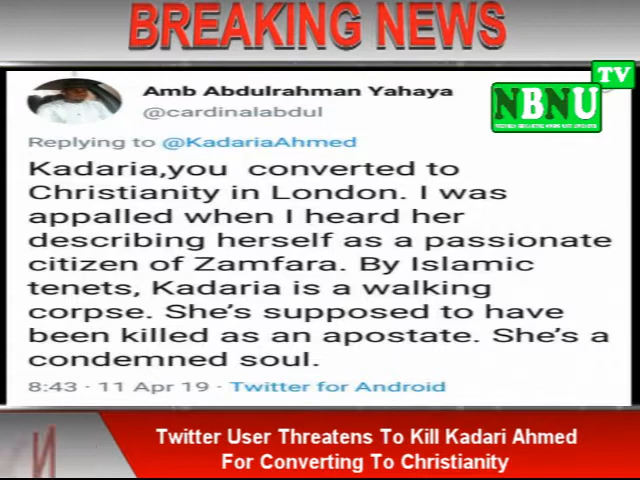 BREAKING NEWS
TV
NBNU
Amb Abdulrahman Yahaya
@cardinalabdul
Replying to @KadariaAhmed
Kadaria,you converted to
Christianity in London. I was
appalled when I heard her
describing herself as a passionate
citizen of Zamfara. By Islamic
tenets, Kadaria is a walking
corpse. She's supposed to have
been killed as an apostate. She's a
condemned soul.
8:43 · 11 Apr 19 · Twitter for Android
N
Twitter User Threatens To Kill Kadari Ahmed
For Converting To Christianity